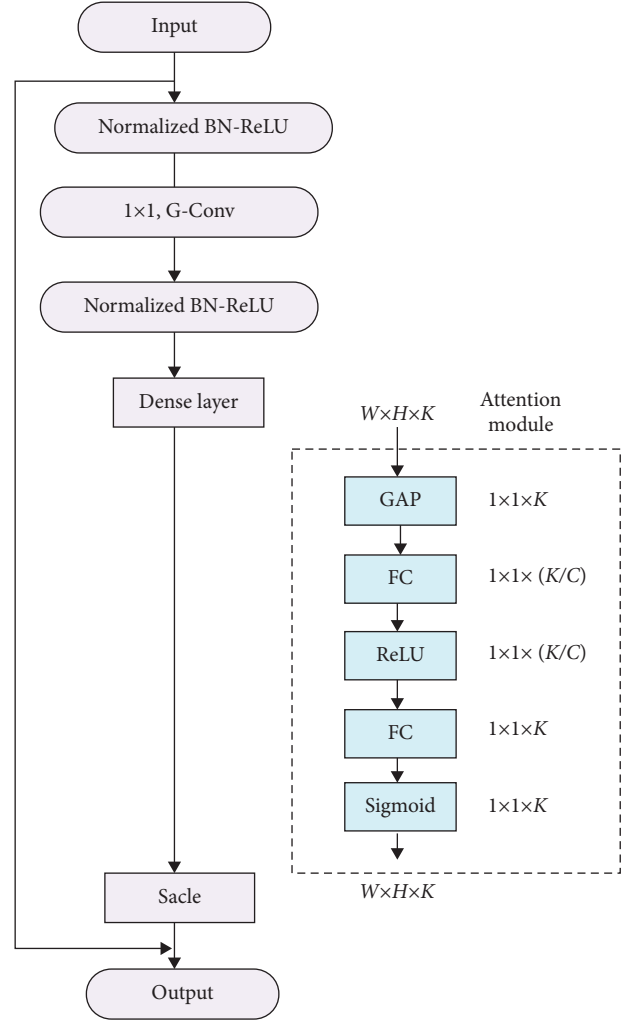 Input
Normalized BN-ReLU
1×1, G-Conv
Normalized BN-ReLU
Dense layer
Sacle
Output
Attention
module
W×H×K
GAP
1×1×K
FC
1×1× (K/C)
ReLU
1×1× (K/C)
FC
1×1×K
Sigmoid
1×1×K
W×H×K